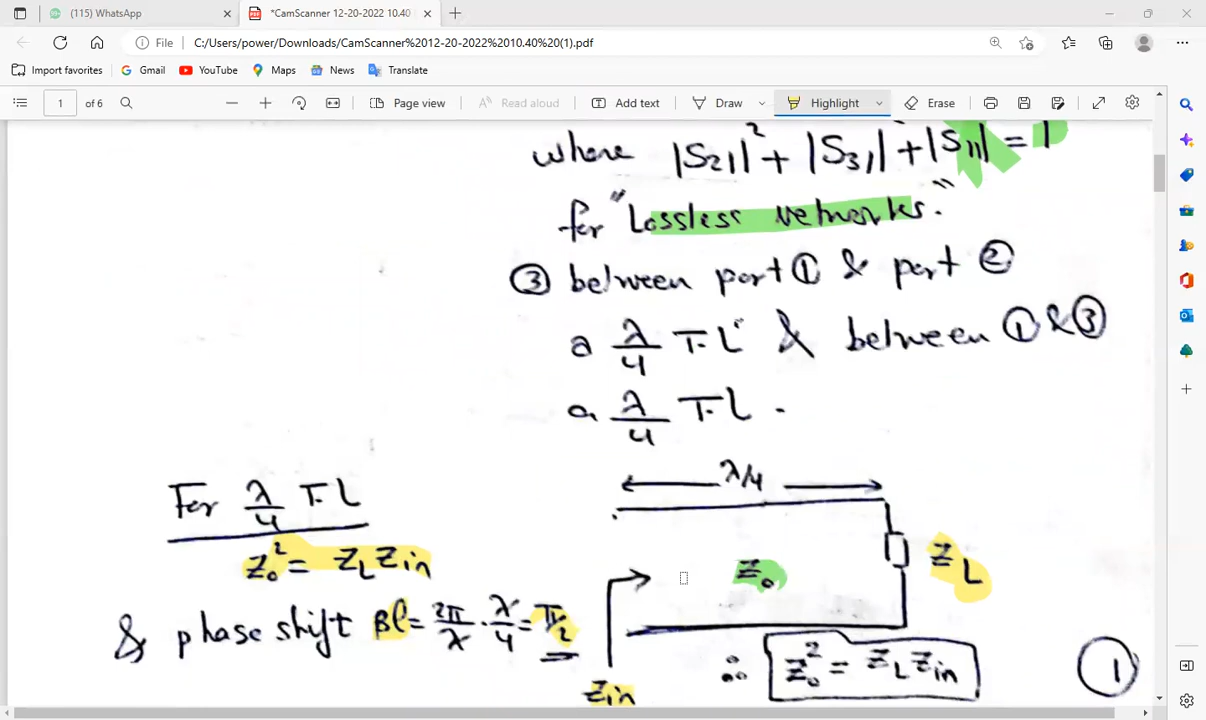 (115) WhatsApp
*CamScanner 12-20-2022 10.40
File C:/Users/power/Downloads/CamScanner%2012-20-2022%2010.40%20(1).pdf
Import favorites Gmail YouTube Maps News Translate
1 of 6 Page view Read aloud Add text Draw Highlight Erase
where |S21|² + |S31|² + |S11| = 1
for "Lossless Networks."
③ between port ① & port ②
a λ/4 T.L & between ① & ③
a λ/4 T.L.
λ/4
For λ/4 T.L
Z₀² = ZL Zin
Z₀
ZL
& phase shift βl = 2π/λ · λ/4 = π/2
Zin
∴ Z₀² = ZL Zin
①